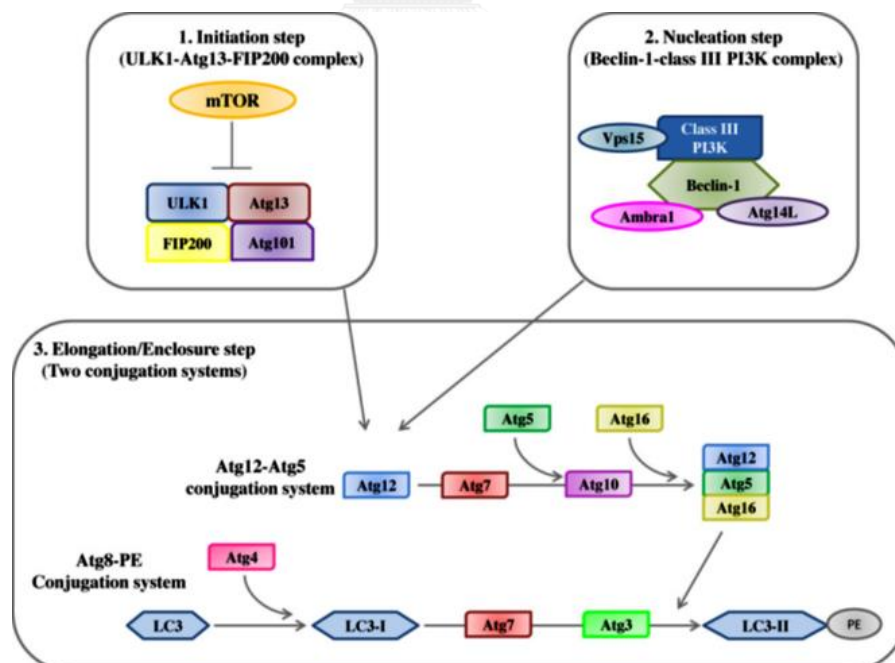 1. Initiation step
(ULK1-Atg13-FIP200 complex)
mTOR
ULK1
Atg13
FIP200
Atg101
2. Nucleation step
(Beclin-1-class III PI3K complex)
Vps15
Class III
PI3K
Beclin-1
Ambra1
Atg14L
3. Elongation/Enclosure step
(Two conjugation systems)
Atg5
Atg16
Atg12-Atg5
conjugation system
Atg12
Atg7
Atg10
Atg12
Atg5
Atg16
Atg8-PE
Conjugation system
Atg4
LC3
LC3-I
Atg7
Atg3
LC3-II
PE